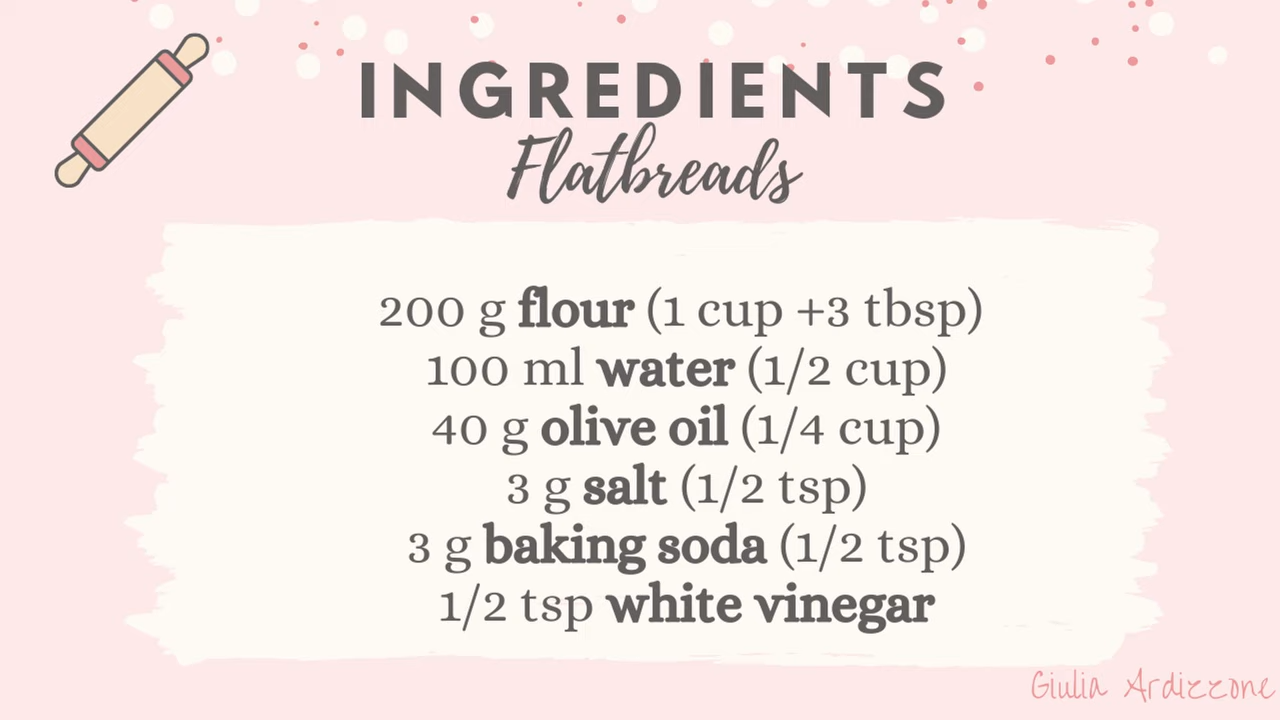 INGREDIENTS
Flatbreads
200 g flour (1 cup +3 tbsp)
100 ml water (1/2 cup)
40 g olive oil (1/4 cup)
3 g salt (1/2 tsp)
3 g baking soda (1/2 tsp)
1/2 tsp white vinegar
Giulia Ardizzone